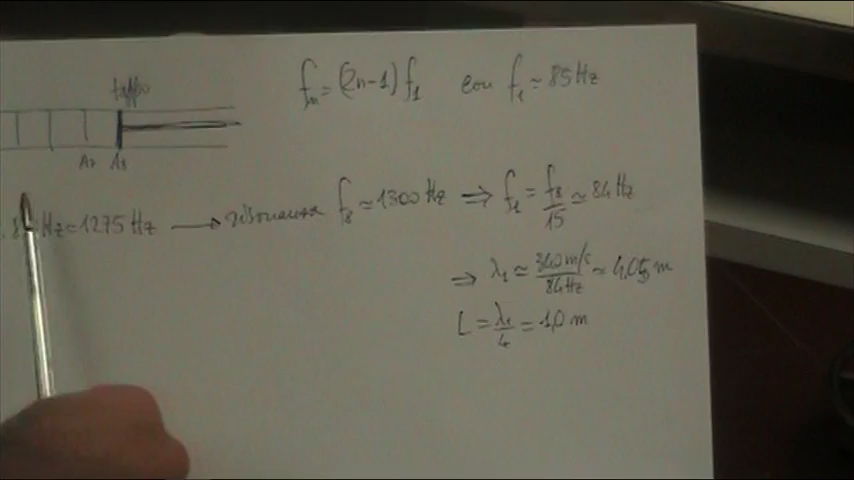 tappo
fₙ=(2n-1) f₁ con f₁ ≃ 85 Hz
A₇ A₈
Hz=1275 Hz → risonanza f₈ ≃ 1300 Hz ⇒ f₁ = f₈/15 ≃ 84 Hz
⇒ λ₁ ≃ 340 m/s / 84 Hz ≃ 4,05 m
L = λ₁/4 = 1,0 m